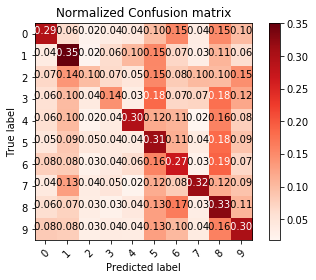 Normalized Confusion matrix
0 0.29 0.06 0.02 0.04 0.04 0.10 0.15 0.04 0.15 0.10
1 0.04 0.35 0.02 0.06 0.10 0.15 0.07 0.03 0.11 0.06
2 0.07 0.14 0.10 0.07 0.05 0.15 0.08 0.10 0.10 0.15
3 0.06 0.10 0.04 0.14 0.03 0.18 0.07 0.07 0.18 0.12
4 0.06 0.10 0.02 0.04 0.30 0.12 0.11 0.02 0.16 0.08
5 0.05 0.09 0.05 0.04 0.04 0.31 0.11 0.04 0.18 0.09
6 0.08 0.08 0.03 0.04 0.06 0.16 0.27 0.03 0.19 0.07
7 0.04 0.13 0.04 0.05 0.02 0.12 0.08 0.32 0.12 0.09
8 0.06 0.07 0.03 0.03 0.04 0.13 0.17 0.03 0.33 0.11
9 0.08 0.08 0.03 0.03 0.04 0.13 0.10 0.04 0.16 0.30
0 1 2 3 4 5 6 7 8 9
True label
Predicted label
0.35
0.30
0.25
0.20
0.15
0.10
0.05